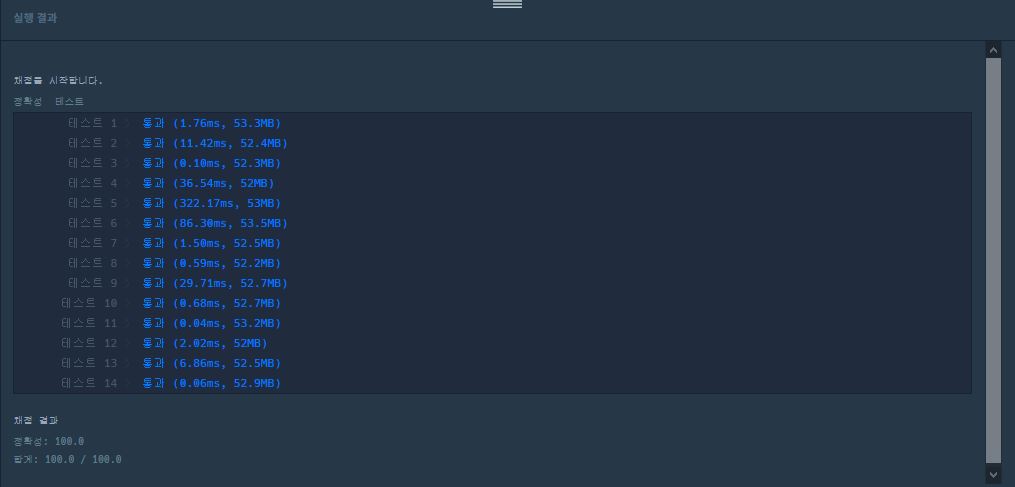 실행 결과
채점을 시작합니다.
정확성 테스트
테스트 1 〉 통과 (1.76ms, 53.3MB)
테스트 2 〉 통과 (11.42ms, 52.4MB)
테스트 3 〉 통과 (0.10ms, 52.3MB)
테스트 4 〉 통과 (36.54ms, 52MB)
테스트 5 〉 통과 (322.17ms, 53MB)
테스트 6 〉 통과 (86.30ms, 53.5MB)
테스트 7 〉 통과 (1.50ms, 52.5MB)
테스트 8 〉 통과 (0.59ms, 52.2MB)
테스트 9 〉 통과 (29.71ms, 52.7MB)
테스트 10 〉 통과 (0.68ms, 52.7MB)
테스트 11 〉 통과 (0.04ms, 53.2MB)
테스트 12 〉 통과 (2.02ms, 52MB)
테스트 13 〉 통과 (6.86ms, 52.5MB)
테스트 14 〉 통과 (0.06ms, 52.9MB)
채점 결과
정확성: 100.0
합계: 100.0 / 100.0